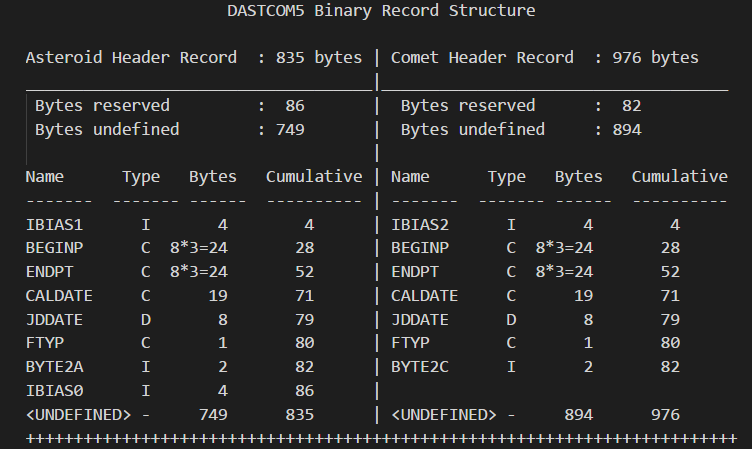 DASTCOM5 Binary Record Structure

Asteroid Header Record  : 835 bytes | Comet Header Record  : 976 bytes
____________________________________|____________________________________
 Bytes reserved         :  86       |  Bytes reserved      :  82
 Bytes undefined        : 749       |  Bytes undefined     : 894
                                    |
Name      Type   Bytes   Cumulative | Name      Type   Bytes   Cumulative
-------  ------- ------  ---------- | -------  ------- ------  ----------
IBIAS1      I       4        4      | IBIAS2      I       4        4
BEGINP      C  8*3=24       28      | BEGINP      C  8*3=24       28
ENDPT       C  8*3=24       52      | ENDPT       C  8*3=24       52
CALDATE     C      19       71      | CALDATE     C      19       71
JDDATE      D       8       79      | JDDATE      D       8       79
FTYP        C       1       80      | FTYP        C       1       80
BYTE2A      I       2       82      | BYTE2C      I       2       82
IBIAS0      I       4       86      |
<UNDEFINED> -     749      835      | <UNDEFINED> -     894      976
++++++++++++++++++++++++++++++++++++++++++++++++++++++++++++++++++++++++++